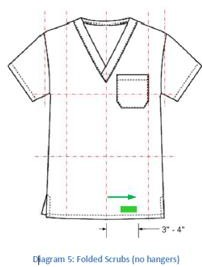 3" - 4"
Diagram 5: Folded Scrubs (no hangers)